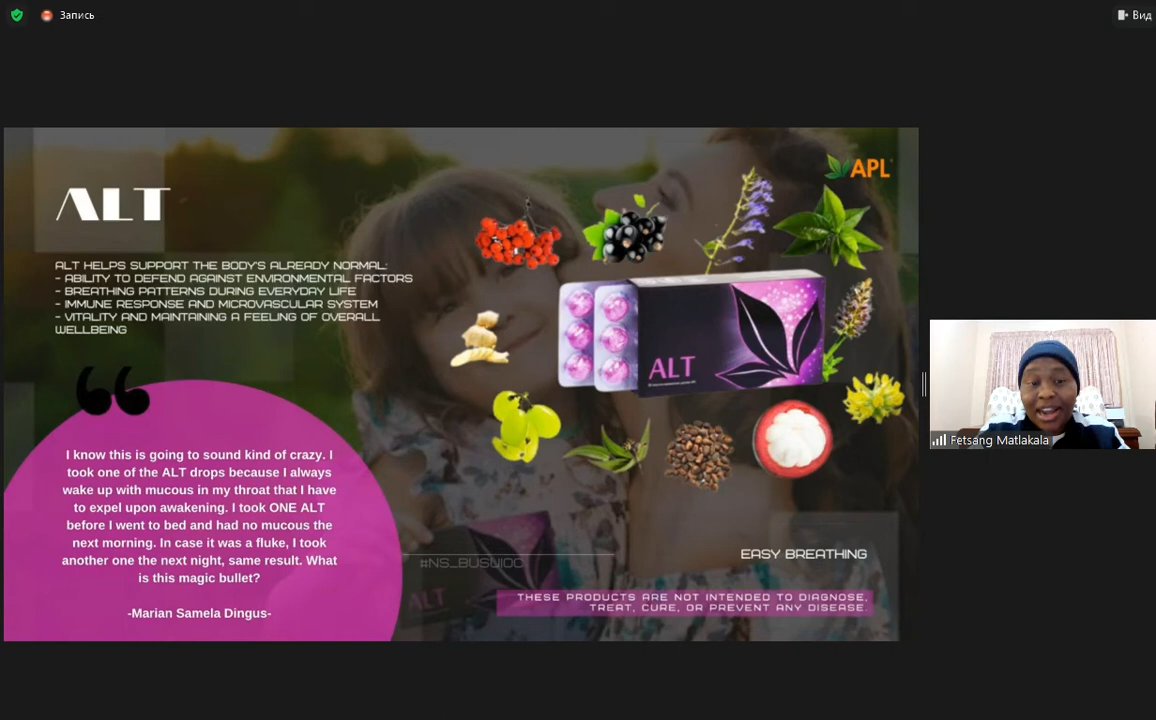 Запись
Вид
APL
ALT
ALT HELPS SUPPORT THE BODY'S ALREADY NORMAL:
- ABILITY TO DEFEND AGAINST ENVIRONMENTAL FACTORS
- BREATHING PATTERNS DURING EVERYDAY LIFE
- IMMUNE RESPONSE AND MICROVASCULAR SYSTEM
- VITALITY AND MAINTAINING A FEELING OF OVERALL
WELLBEING
ALT
I know this is going to sound kind of crazy. I
took one of the ALT drops because I always
wake up with mucous in my throat that I have
to expel upon awakening. I took ONE ALT
before I went to bed and had no mucous the
next morning. In case it was a fluke, I took
another one the next night, same result. What
is this magic bullet?
-Marian Samela Dingus-
#NS_BUSUIOC
ALT
EASY BREATHING
THESE PRODUCTS ARE NOT INTENDED TO DIAGNOSE,
TREAT, CURE, OR PREVENT ANY DISEASE.
Fetsang Matlakala